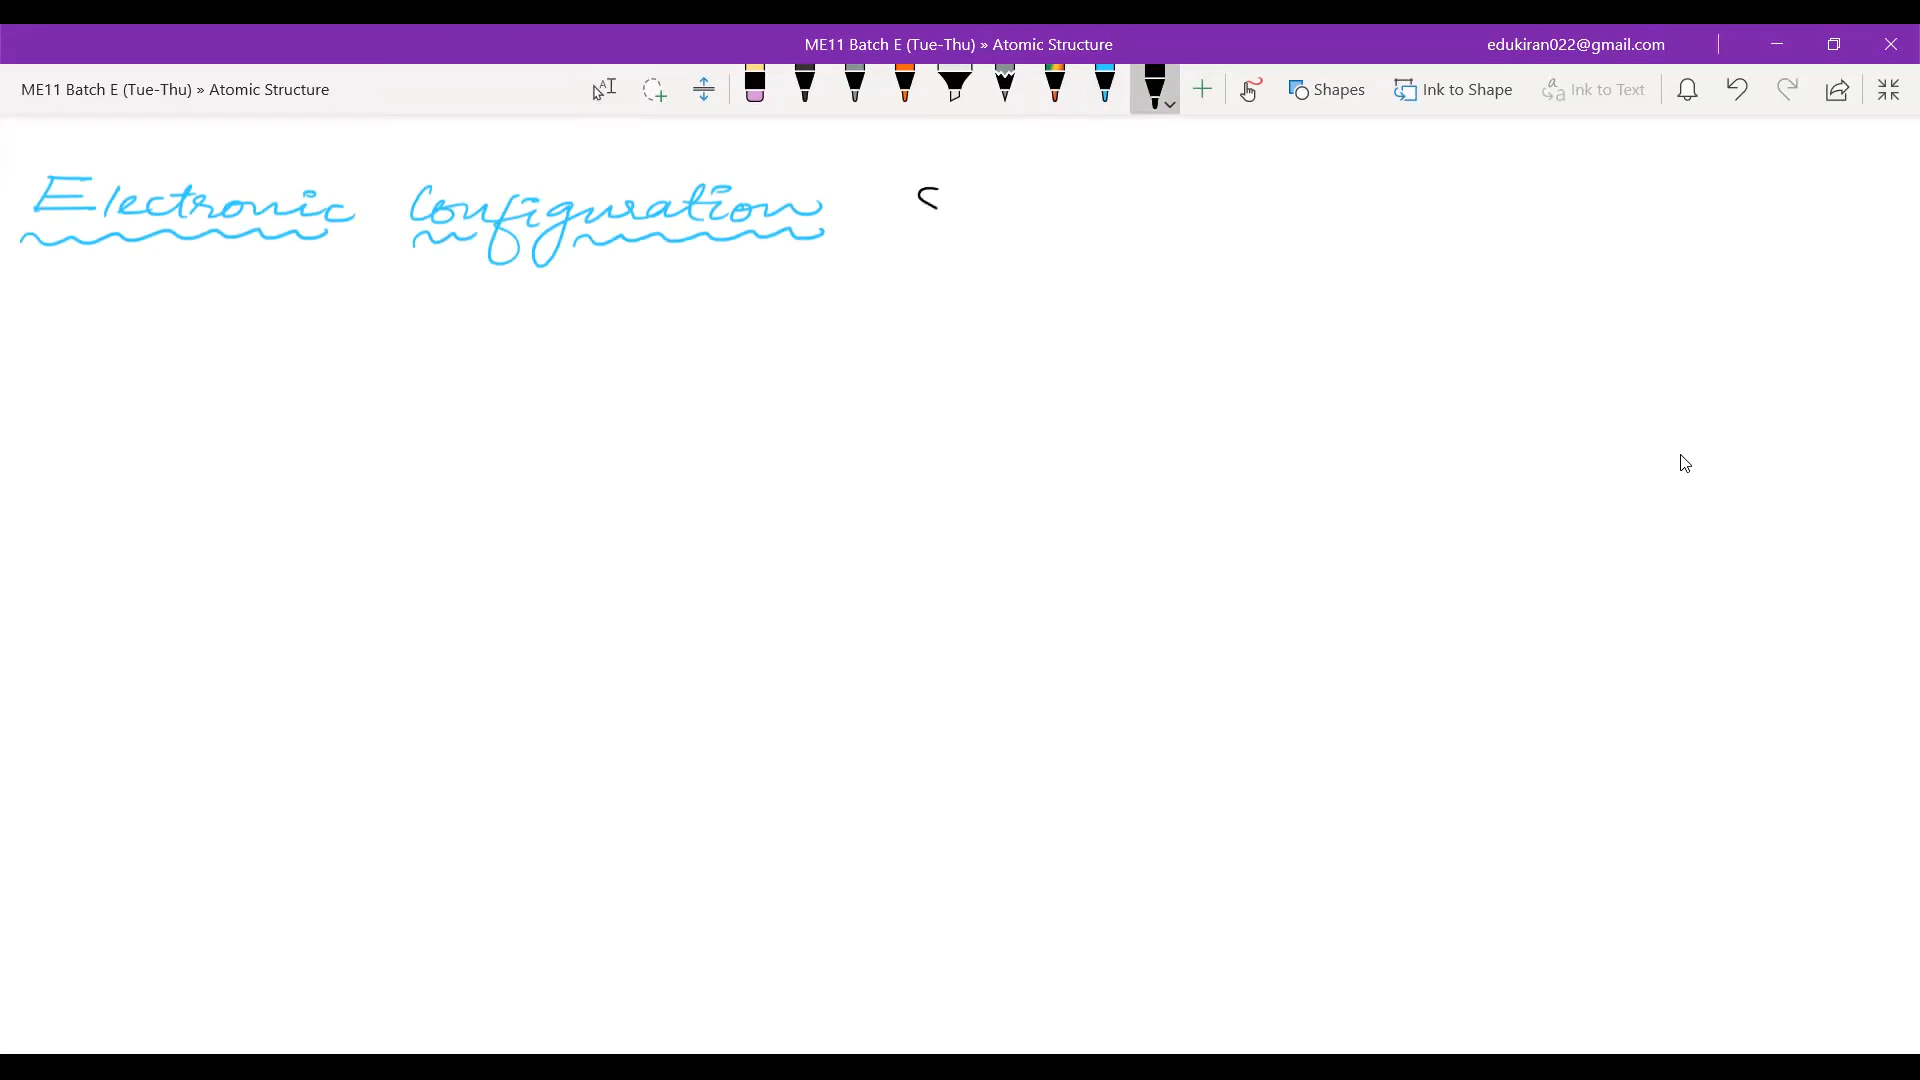 ME11 Batch E (Tue-Thu) » Atomic Structure edukiran022@gmail.com
ME11 Batch E (Tue-Thu) » Atomic Structure Shapes Ink to Shape Ink to Text
Electronic Configuration